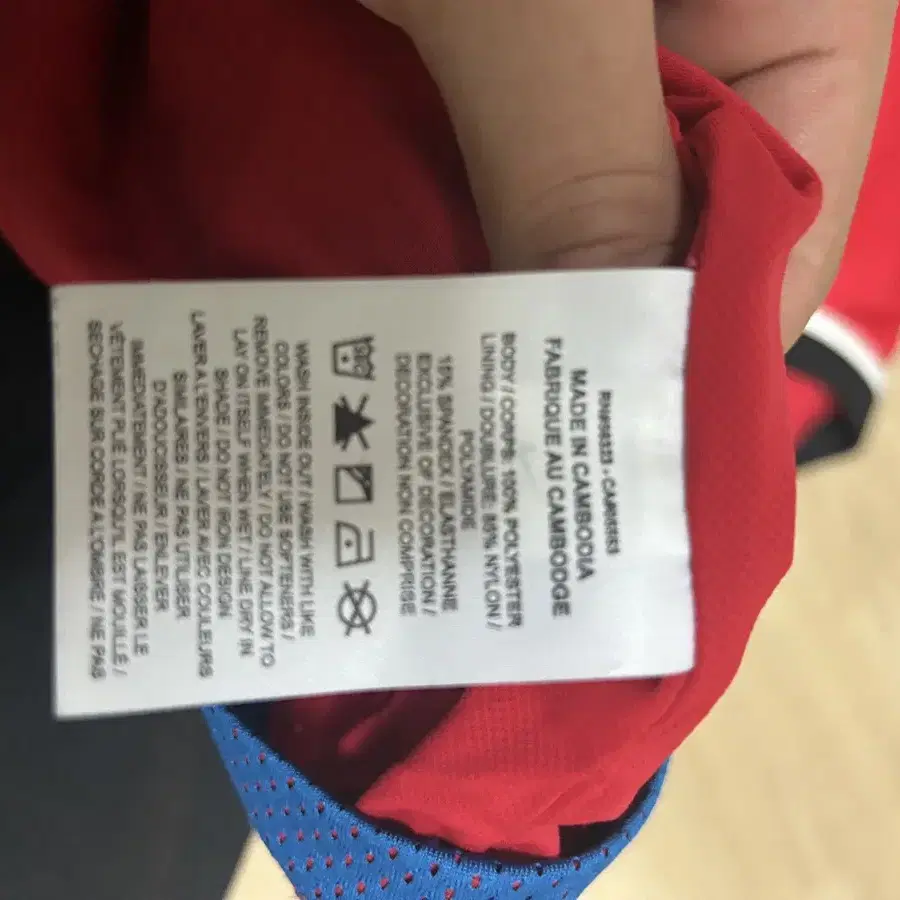 MADE IN CAMBODIA
FABRIQUE AU CAMBODGE
BODY / CORPS: 100% POLYESTER
LINING / DOUBLURE: 85% NYLON /
POLYAMIDE
15% SPANDEX / ELASTHANNE
EXCLUSIVE OF DECORATION /
DECORATION NON COMPRISE
WASH INSIDE OUT / WASH WITH LIKE
COLORS / DO NOT USE SOFTENERS /
REMOVE IMMEDIATELY / DO NOT ALLOW TO
LAY ON ITSELF WHEN WET / LINE DRY IN
SHADE / DO NOT IRON DESIGN
LAVER A L'ENVERS / LAVER AVEC COULEURS
SIMILAIRES / NE PAS UTILISER
D'ADOUCISSEUR / ENLEVER
IMMEDIATEMENT / NE PAS LAISSER LE
VÊTEMENT PLIÉ LORSQU'IL EST MOUILLÉ /
SECHAGE SUR CORDE A L'OMBRE / NE PAS